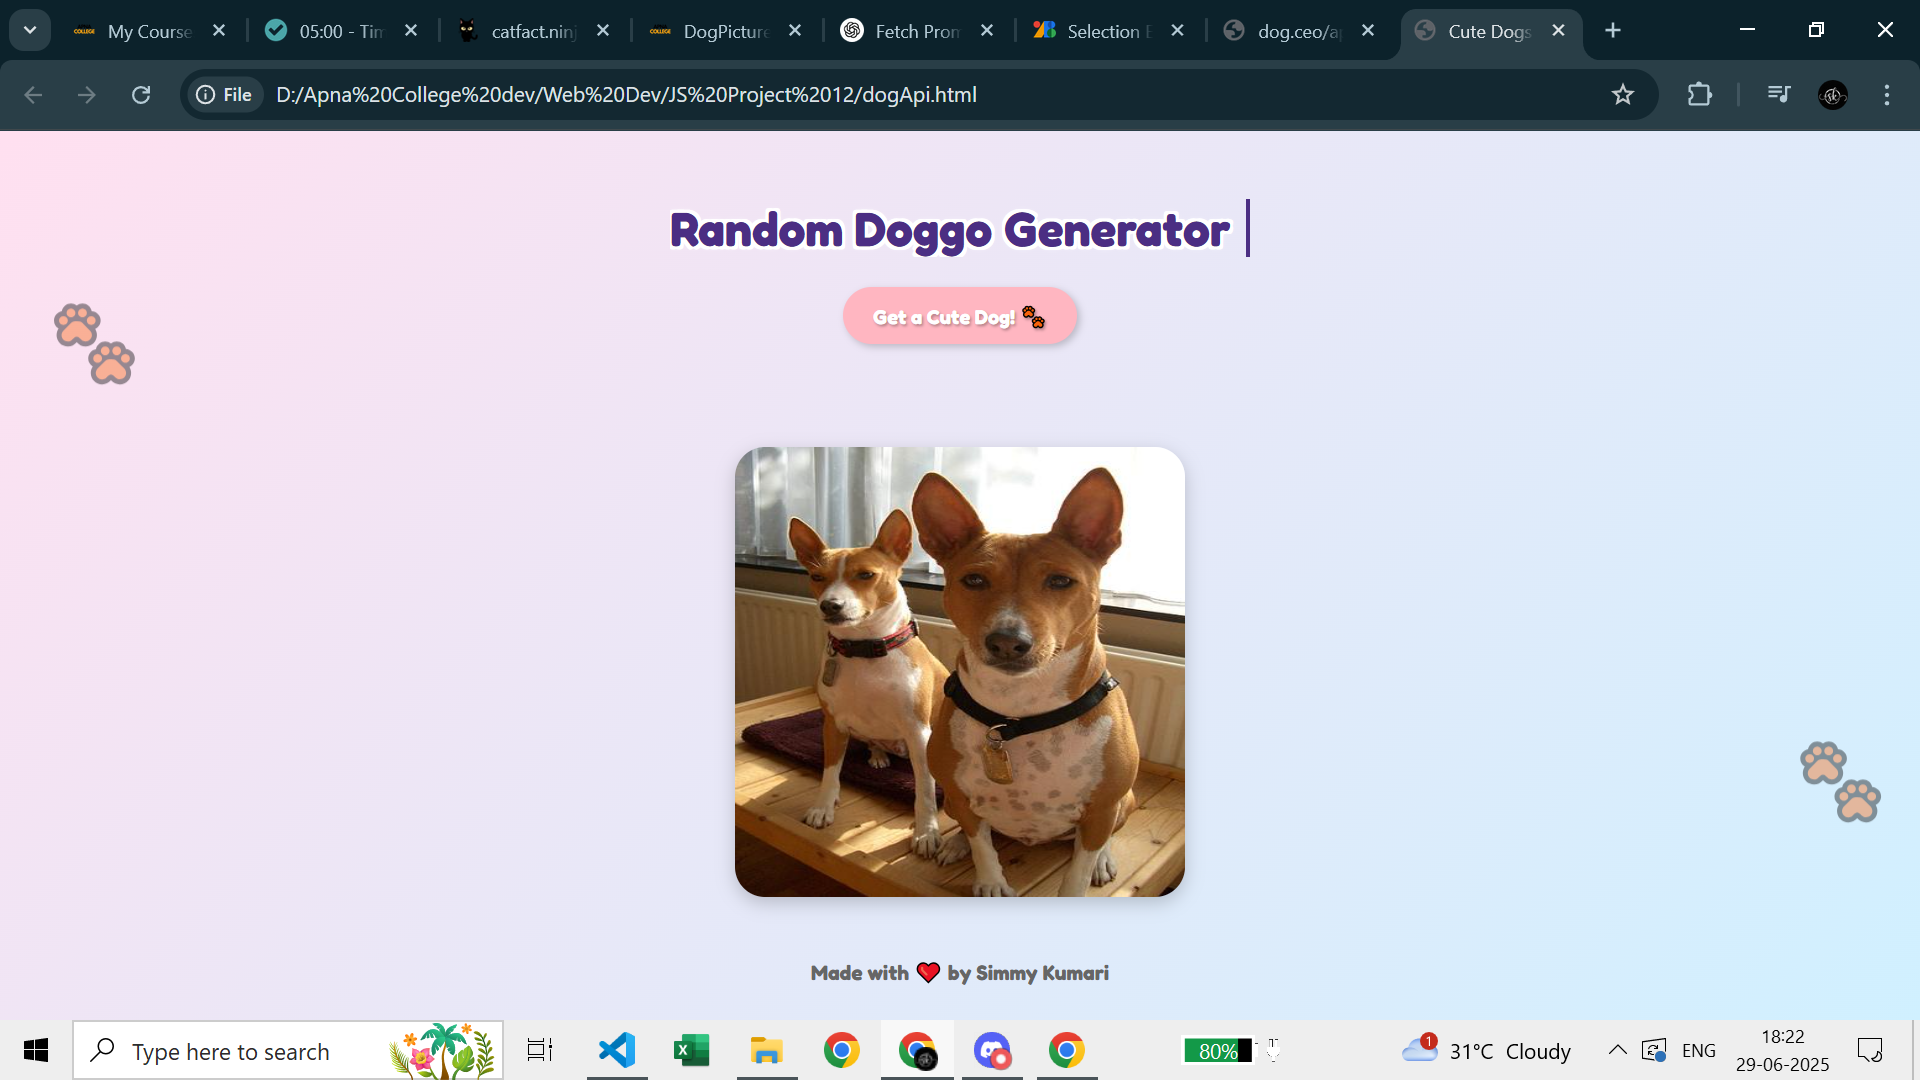 My Course
05:00 - Tim
catfact.ninj
DogPicture
Fetch Prom
Selection B
dog.ceo/ap
Cute Dogs
File
D:/Apna%20College%20dev/Web%20Dev/JS%20Project%2012/dogApi.html
Random Doggo Generator
Get a Cute Dog! 🐾
Made with ❤️ by Simmy Kumari
Type here to search
80%
1
31°C Cloudy
ENG
18:22
29-06-2025